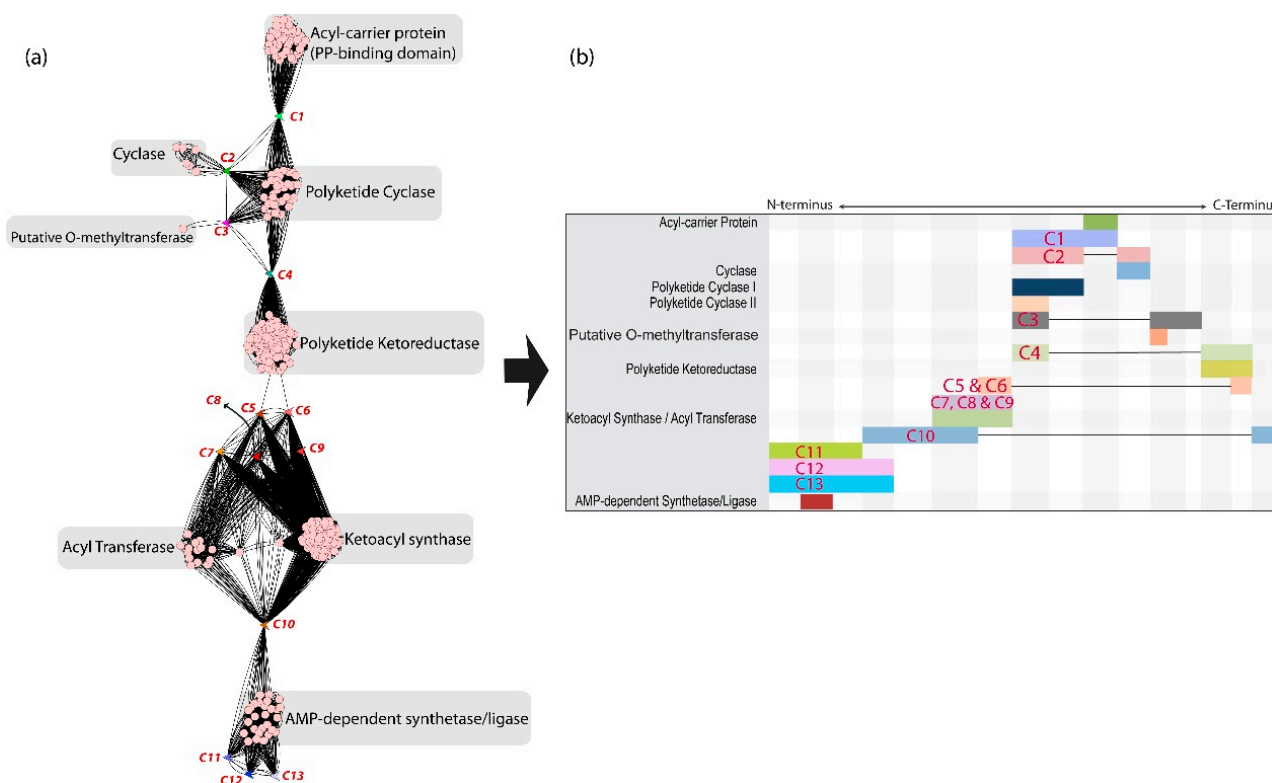 (a)
Acyl-carrier protein
(PP-binding domain)
C1
Cyclase
C2
Polyketide Cyclase
Putative O-methyltransferase
C3
C4
Polyketide Ketoreductase
C8
C5
C6
C7
C9
Acyl Transferase
Ketoacyl synthase
C10
AMP-dependent synthetase/ligase
C11
C12
C13
(b)
N-terminus
C-Terminu
Acyl-carrier Protein
C1
C2
Cyclase
Polyketide Cyclase I
Polyketide Cyclase II
C3
Putative O-methyltransferase
C4
Polyketide Ketoreductase
C5 & C6
C7, C8 & C9
Ketoacyl Synthase / Acyl Transferase
C10
C11
C12
C13
AMP-dependent Synthetase/Ligase